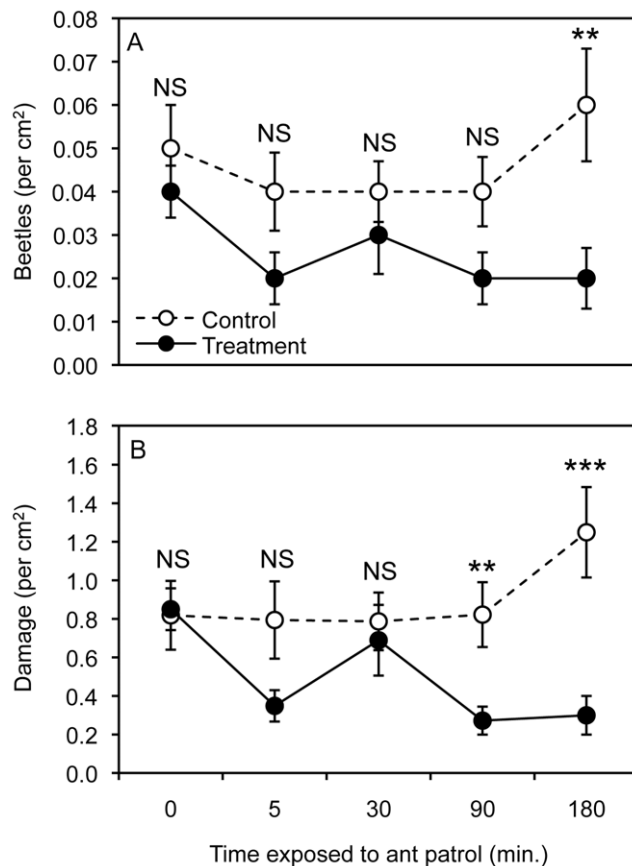 A
0.08
0.07
0.06
0.05
0.04
0.03
0.02
0.01
0.00
Beetles (per cm²)
NS
NS
NS
NS
**
Control
Treatment
B
1.8
1.6
1.4
1.2
1.0
0.8
0.6
0.4
0.2
0.0
Damage (per cm²)
NS
NS
NS
**
***
0 5 30 90 180
Time exposed to ant patrol (min.)